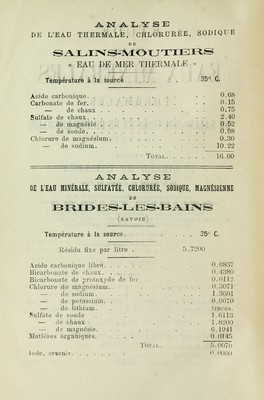 ANALYSE
DE L'EAU THERMALE, CHLORURÉE, SODIQUE
DE
SALINS-MOUTIERS
" EAU DE MER THERMALE "
Température à la source . . . . . 35° C.
Acide carbonique. . . . . 0.68
Carbonate de fer. . . . . 0.15
— de chaux . . . . . 0.75
Sulfate de chaux. . . . . 2.40
— de magnésie . . . . . 0.52
— de soude. . . . . 0.98
Chlorure de magnésium. . . . . 0.30
— de sodium. . . . . 10.22
TOTAL. . . . . 16.00
ANALYSE
DE L'EAU MINÉRALE, SULFATÉE, CHLORURÉE, SODIQUE, MAGNÉSIENNE
DE
BRIDES-LES-BAINS
(SAVOIE)
Température à la source. . . . . 35° C.
Résidu fixe par litre . 5.7200
Acide carbonique libre. . . . . 0.0837
Bicarbonate de chaux. . . . . 0.4380
Bicarbonate de protoxyde de fer . . . . . 0.0112
Chlorure de magnésium. . . . . 0.3071
— de sodium. . . . . 1.3601
— de potassium. . . . . 0.0070
— de lithium . . . . . traces.
Sulfate de soude . . . . . 1.6113
— de chaux . . . . . 1.8200
— de magnésie. . . . .
Matières organiques. . . . . 0.0145
TOTAL. . . . .
Iode, arsenic. . . . . 0.0000